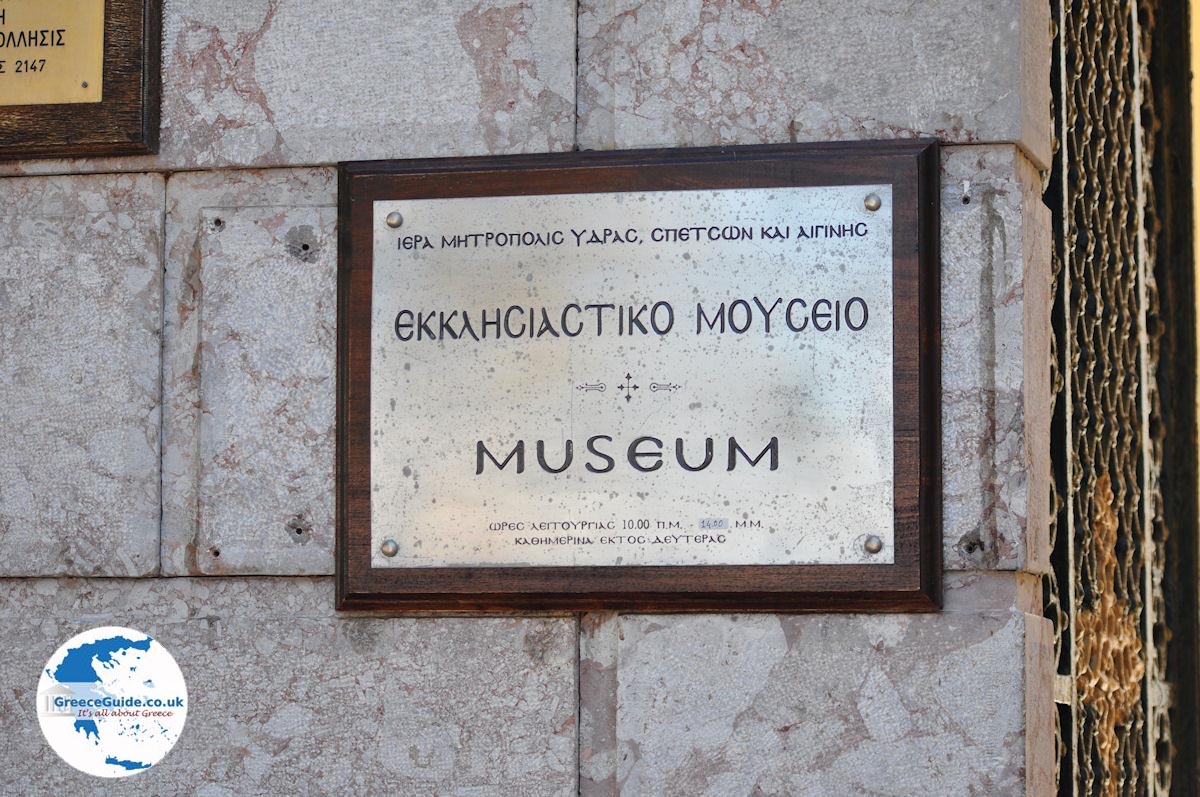 Η
ΟΛΛΗΣΙΣ
Σ 2147
ΙΕΡΑ ΜΗΤΡΟΠΟΛΙΣ ΥΔΡΑΣ, ΣΠΕΤΣΩΝ ΚΑΙ ΑΙΓΙΝΗΣ
ΕΚΚΛΗΣΙΑΣΤΙΚΟ ΜΟΥΣΕΙΟ
MUSEUM
ΩΡΕΣ ΛΕΙΤΟΥΡΓΙΑΣ 10.00 Π.Μ. 14.00 Μ.Μ.
ΚΑΘΗΜΕΡΙΝΑ ΕΚΤΟΣ ΔΕΥΤΕΡΑΣ
GreeceGuide.co.uk
It's all about Greece